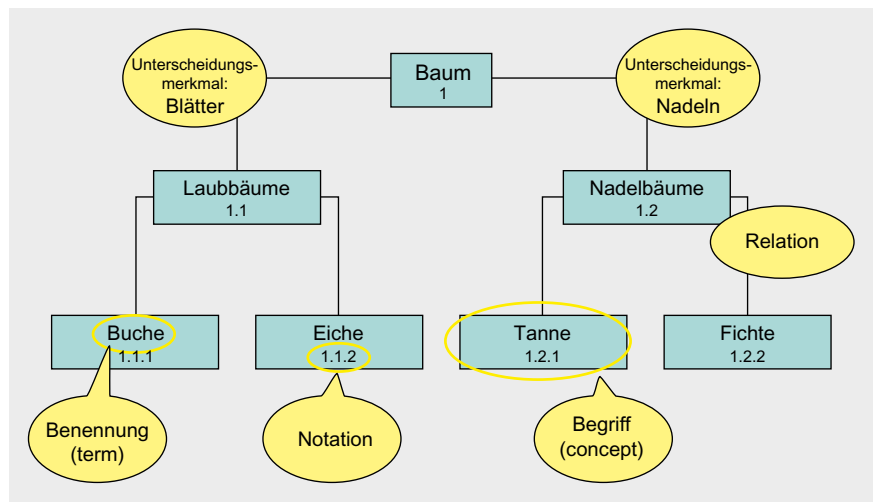 Unterscheidungs-
merkmal:
Blätter
Baum
1
Unterscheidungs-
merkmal:
Nadeln
Laubbäume
1.1
Nadelbäume
1.2
Relation
Buche
1.1.1
Eiche
1.1.2
Tanne
1.2.1
Fichte
1.2.2
Benennung
(term)
Notation
Begriff
(concept)